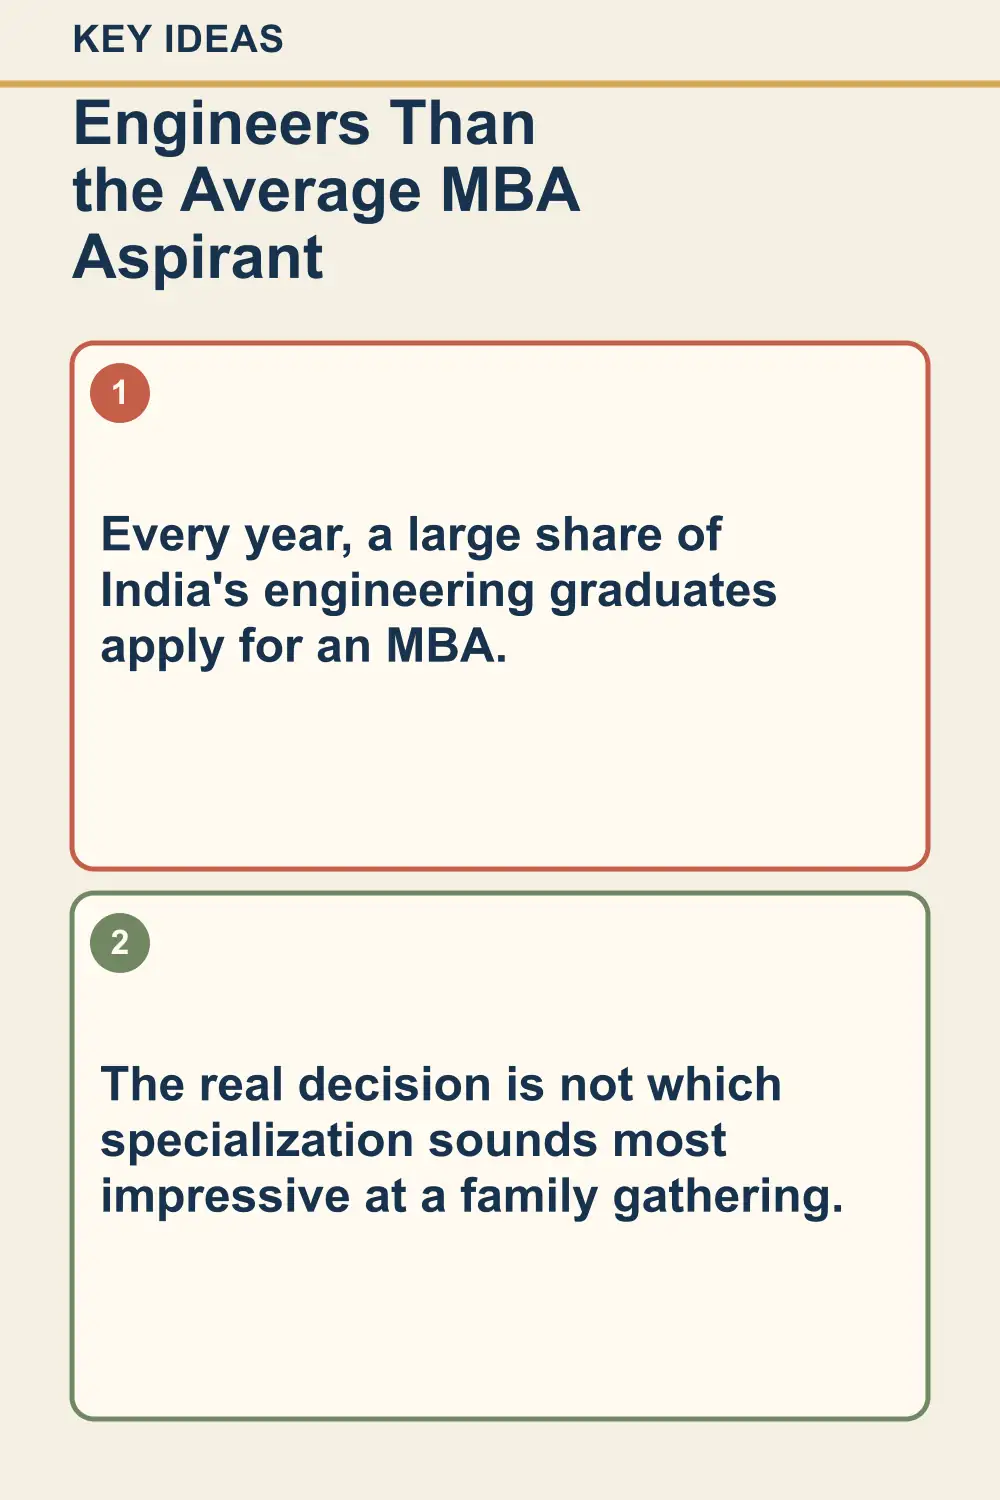 KEY IDEAS
Engineers Than
the Average MBA
Aspirant
1
Every year, a large share of
India's engineering graduates
apply for an MBA.
2
The real decision is not which
specialization sounds most
impressive at a family gathering.